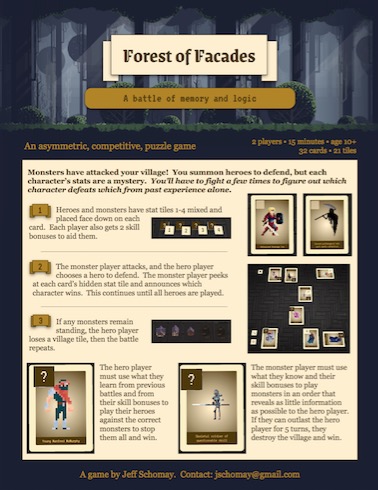 Forest of Facades
A battle of memory and logic
An asymmetric, competitive, puzzle game
2 players • 15 minutes • age 10+
32 cards • 21 tiles
Monsters have attacked your village! You summon heroes to defend, but each
character's stats are a mystery. You'll have to fight a few times to figure out which
character defeats which from past experience alone.
1
Heroes and monsters have stat tiles 1-4 mixed and
placed face down on each
card. Each player also gets 2 skill
bonuses to aid them.
2
The monster player attacks, and the hero player
chooses a hero to defend. The monster player peeks
at each card's hidden stat tile and announces which
character wins. This continues until all heroes are played.
3
If any monsters remain
standing, the hero player
loses a village tile, then the battle
repeats.
?
The hero player
must use what they
learn from previous
battles and from
their skill bonuses to
play their heroes
against the correct
monsters to stop
them all and win.
?
The monster player must use
what they know and their
skill bonuses to play
monsters in an order that
reveals as little information
as possible to the hero player.
If they can outlast the hero
player for 5 turns, they
destroy the village and win.
A game by Jeff Schomay. Contact: jschomay@gmail.com